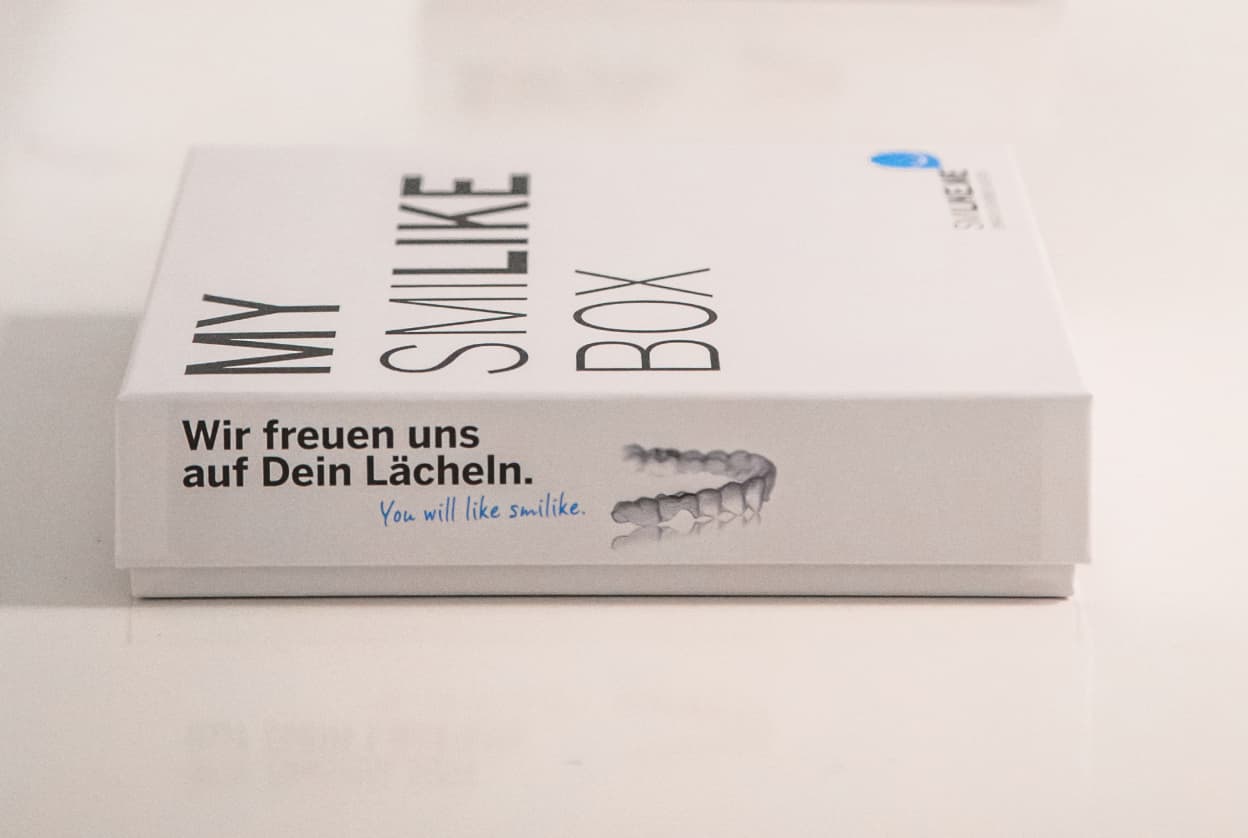 MY
SMILIKE
BOX
Wir freuen uns
auf Dein Lächeln.
You will like smilike.